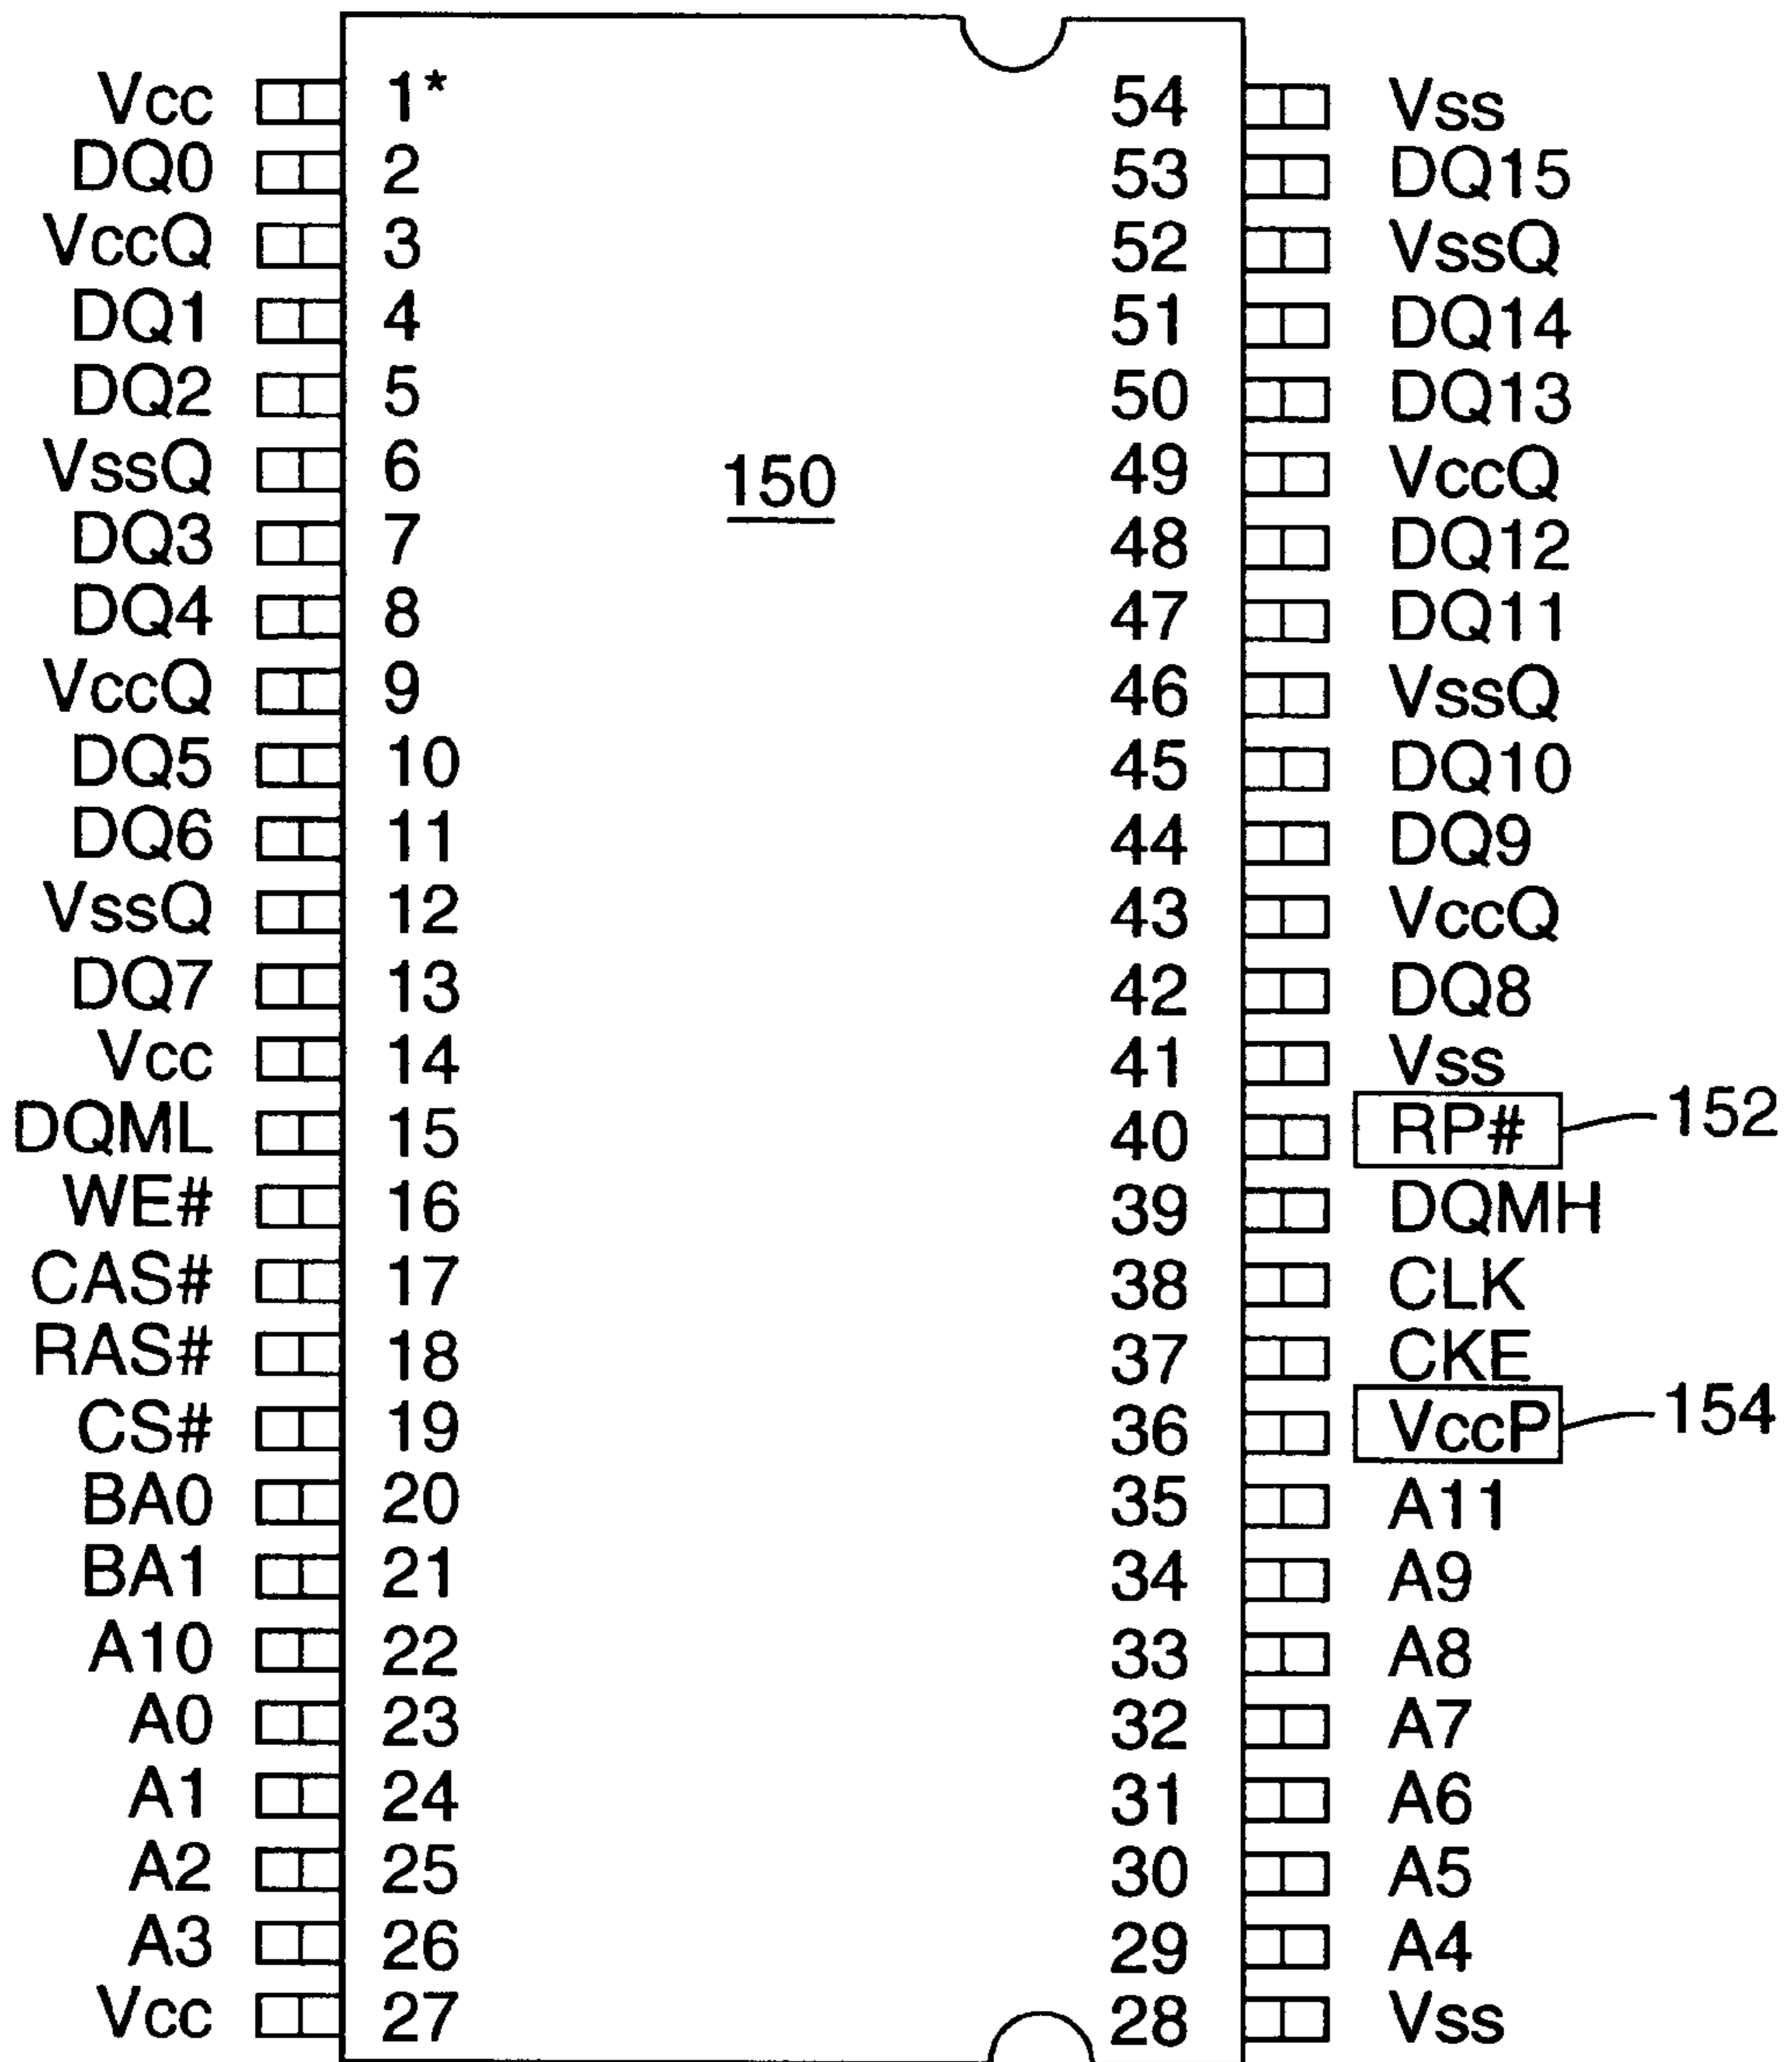 Vcc 1* 54 Vss
DQ0 2 53 DQ15
VccQ 3 52 VssQ
DQ1 4 51 DQ14
DQ2 5 50 DQ13
VssQ 6 150 49 VccQ
DQ3 7 48 DQ12
DQ4 8 47 DQ11
VccQ 9 46 VssQ
DQ5 10 45 DQ10
DQ6 11 44 DQ9
VssQ 12 43 VccQ
DQ7 13 42 DQ8
Vcc 14 41 Vss
DQML 15 40 RP# 152
WE# 16 39 DQMH
CAS# 17 38 CLK
RAS# 18 37 CKE
CS# 19 36 VccP 154
BA0 20 35 A11
BA1 21 34 A9
A10 22 33 A8
A0 23 32 A7
A1 24 31 A6
A2 25 30 A5
A3 26 29 A4
Vcc 27 28 Vss